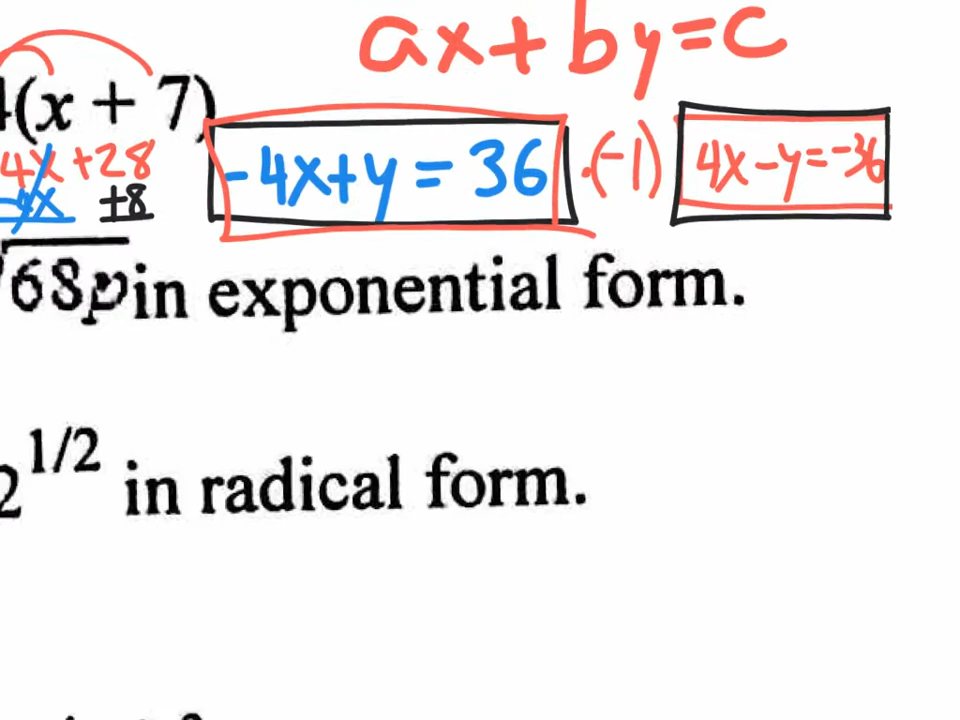 ax+by=c
4(x + 7)
4x +28
-4x +8
-4x+y = 36 ·(-1) 4x-y=-36
√68p in exponential form.
2^1/2 in radical form.